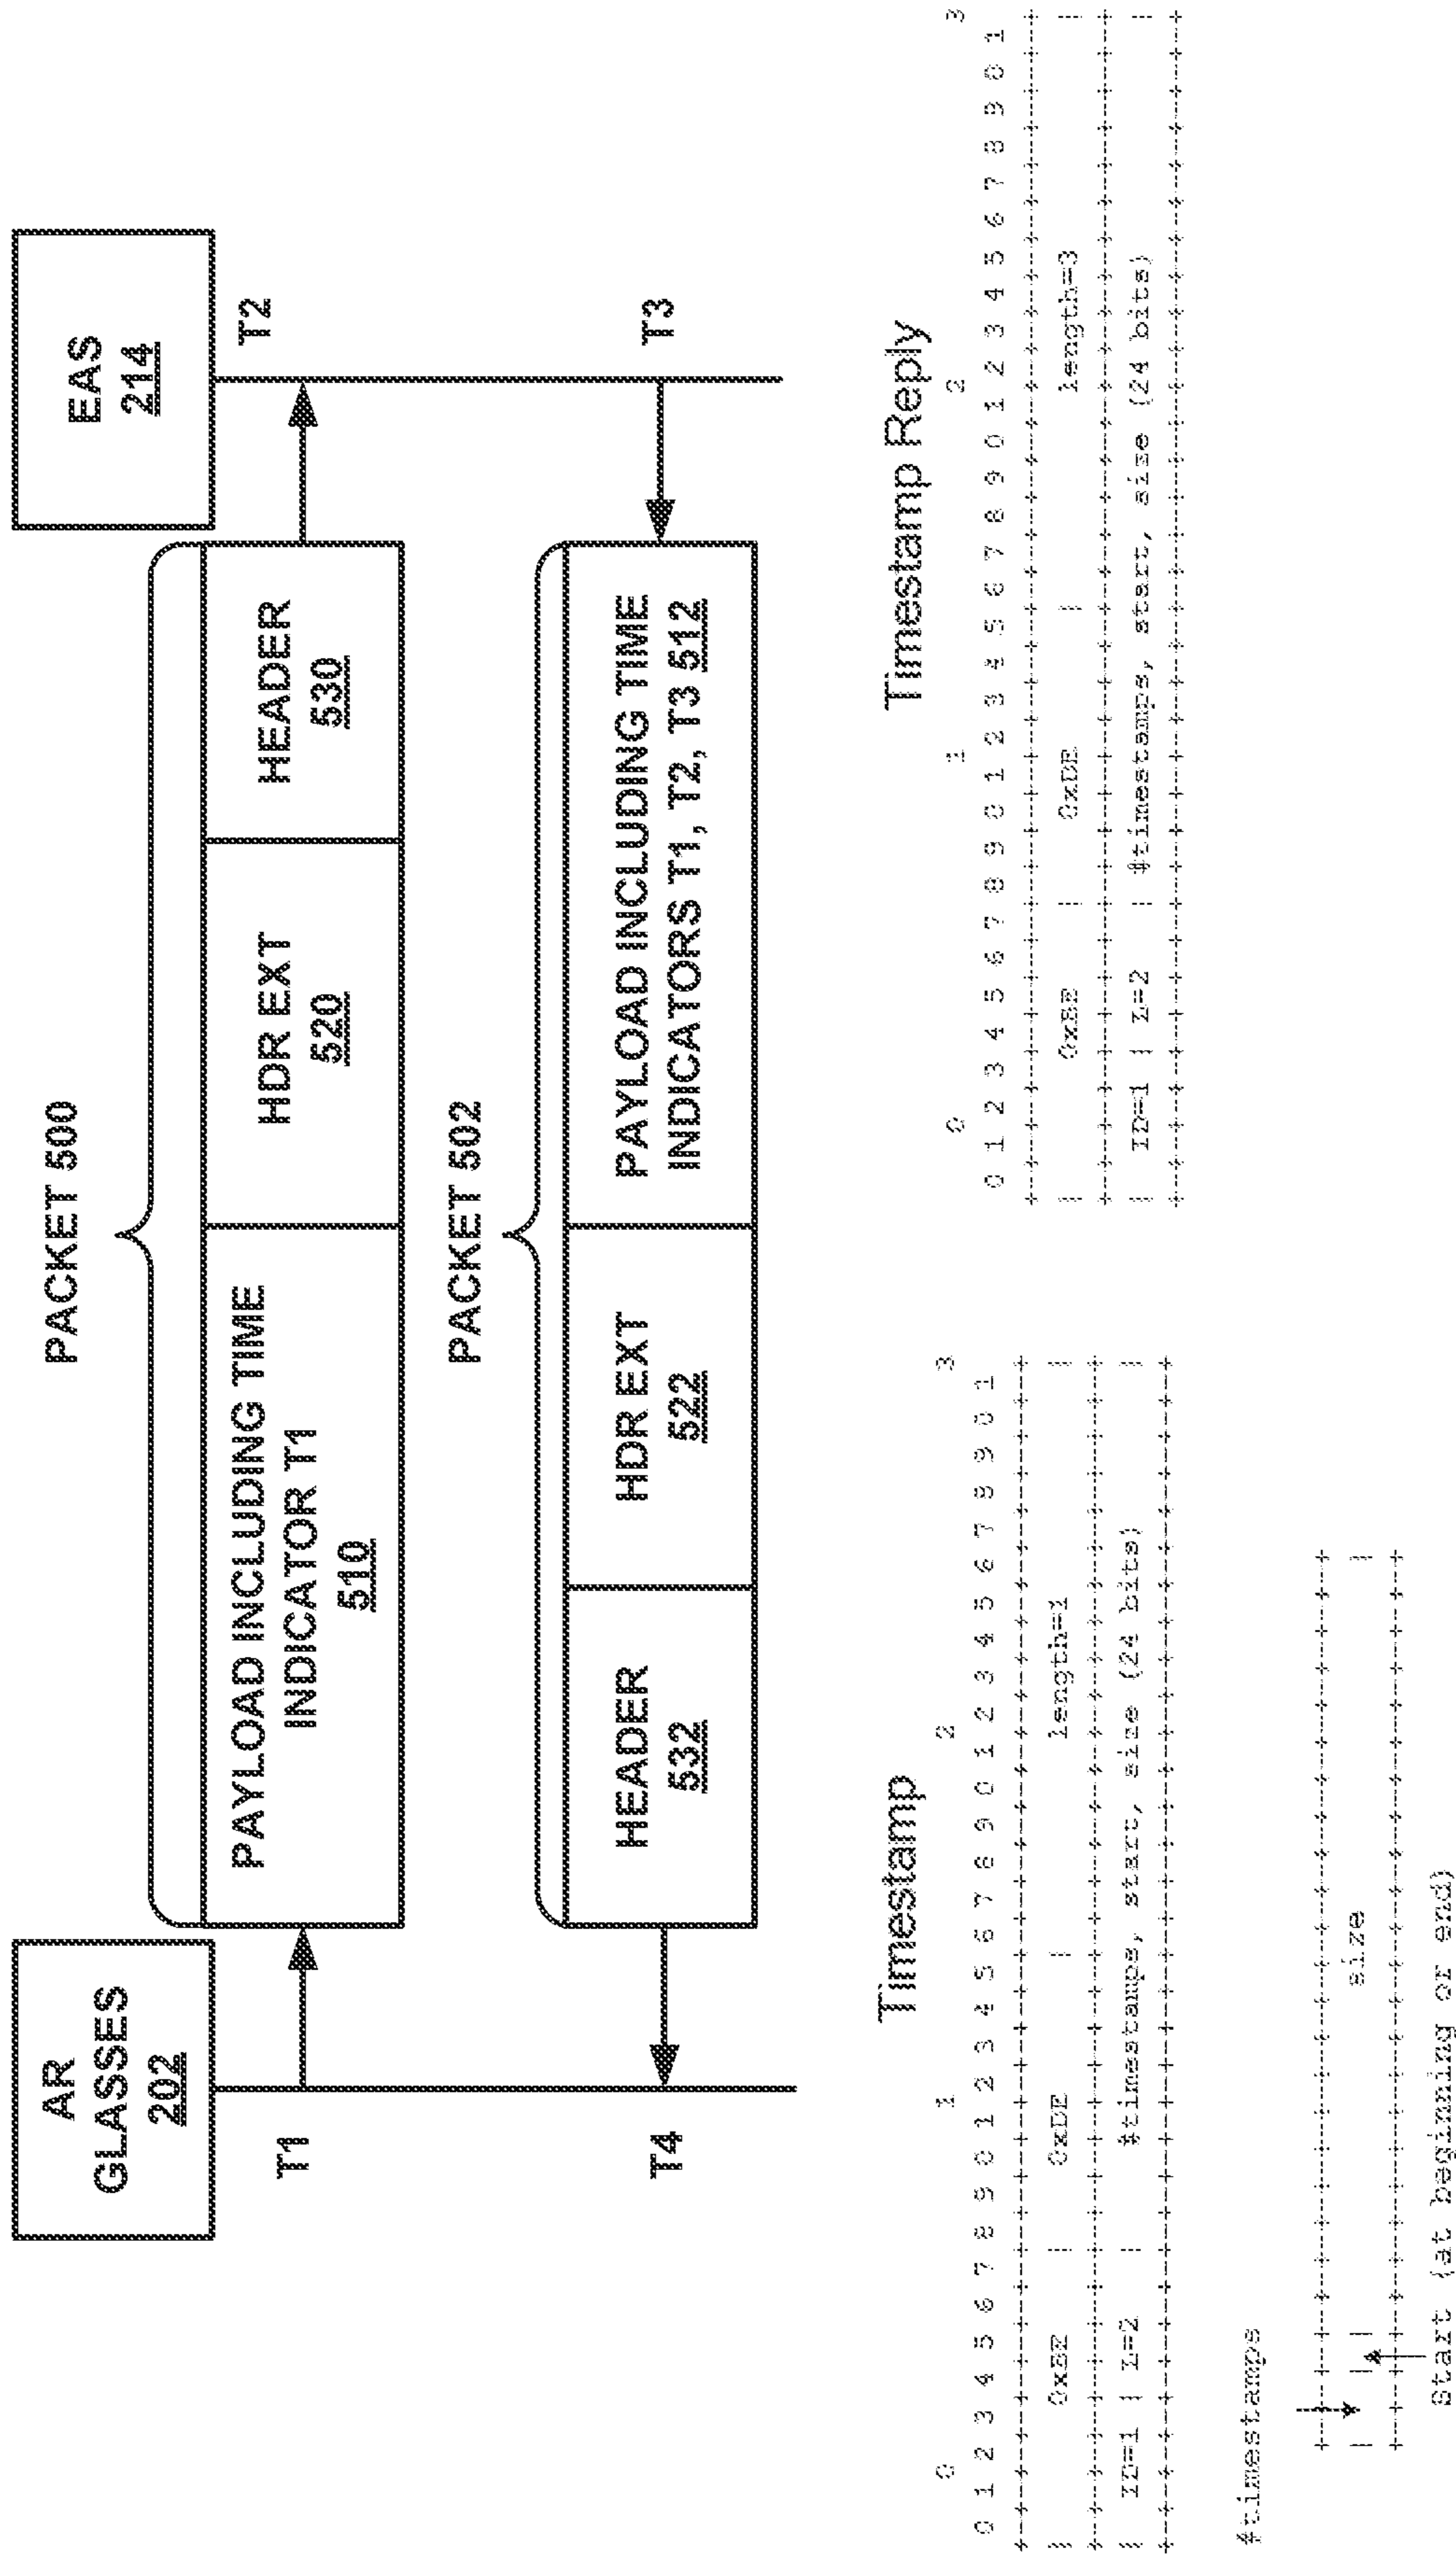 AR
GLASSES
202
EAS
214
PACKET 500
T1
PAYLOAD INCLUDING TIME
INDICATOR T1
510
HDR EXT
520
HEADER
530
T2
PACKET 502
T4
HEADER
532
HDR EXT
522
PAYLOAD INCLUDING TIME
INDICATORS T1, T2, T3 512
T3
Timestamp
0 1 2 3
0 1 2 3 4 5 6 7 8 9 0 1 2 3 4 5 6 7 8 9 0 1 2 3 4 5 6 7 8 9 0 1
+-+-+-+-+-+-+-+-+-+-+-+-+-+-+-+-+-+-+-+-+-+-+-+-+-+-+-+-+-+-+-+-+
| 0xBE | 0xDE | length=1 |
+-+-+-+-+-+-+-+-+-+-+-+-+-+-+-+-+-+-+-+-+-+-+-+-+-+-+-+-+-+-+-+-+
| ID=1 | L=2 | #timestamps, start, size (24 bits) |
+-+-+-+-+-+-+-+-+-+-+-+-+-+-+-+-+-+-+-+-+-+-+-+-+-+-+-+-+-+-+-+-+
#timestamps
+-+-+-+-+-+-+-+-+-+-+-+-+-+-+-+-+-+-+-+-+-+-+-+-+
| | | size |
+-+-+-+-+-+-+-+-+-+-+-+-+-+-+-+-+-+-+-+-+-+-+-+-+
Start (at beginning or end)
Timestamp Reply
0 1 2 3
0 1 2 3 4 5 6 7 8 9 0 1 2 3 4 5 6 7 8 9 0 1 2 3 4 5 6 7 8 9 0 1
+-+-+-+-+-+-+-+-+-+-+-+-+-+-+-+-+-+-+-+-+-+-+-+-+-+-+-+-+-+-+-+-+
| 0xBE | 0xDE | length=3 |
+-+-+-+-+-+-+-+-+-+-+-+-+-+-+-+-+-+-+-+-+-+-+-+-+-+-+-+-+-+-+-+-+
| ID=1 | L=2 | #timestamps, start, size (24 bits) |
+-+-+-+-+-+-+-+-+-+-+-+-+-+-+-+-+-+-+-+-+-+-+-+-+-+-+-+-+-+-+-+-+